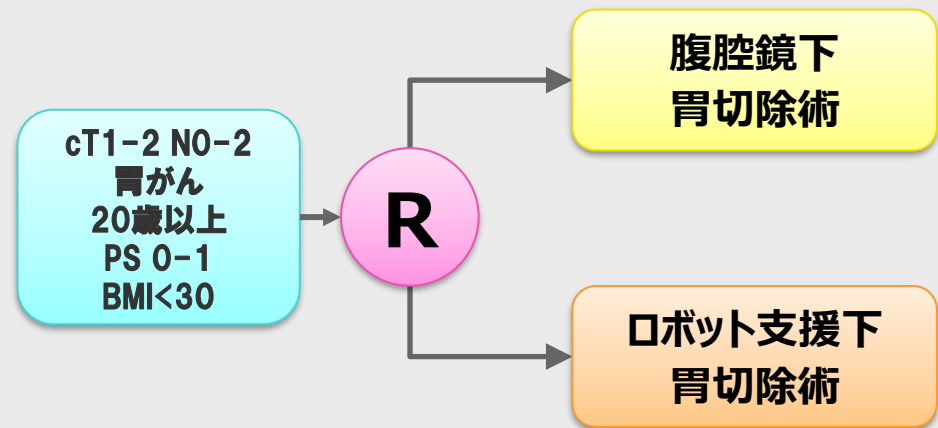 cT1-2 N0-2
胃がん
20歳以上
PS 0-1
BMI<30
R
腹腔鏡下
胃切除術
ロボット支援下
胃切除術